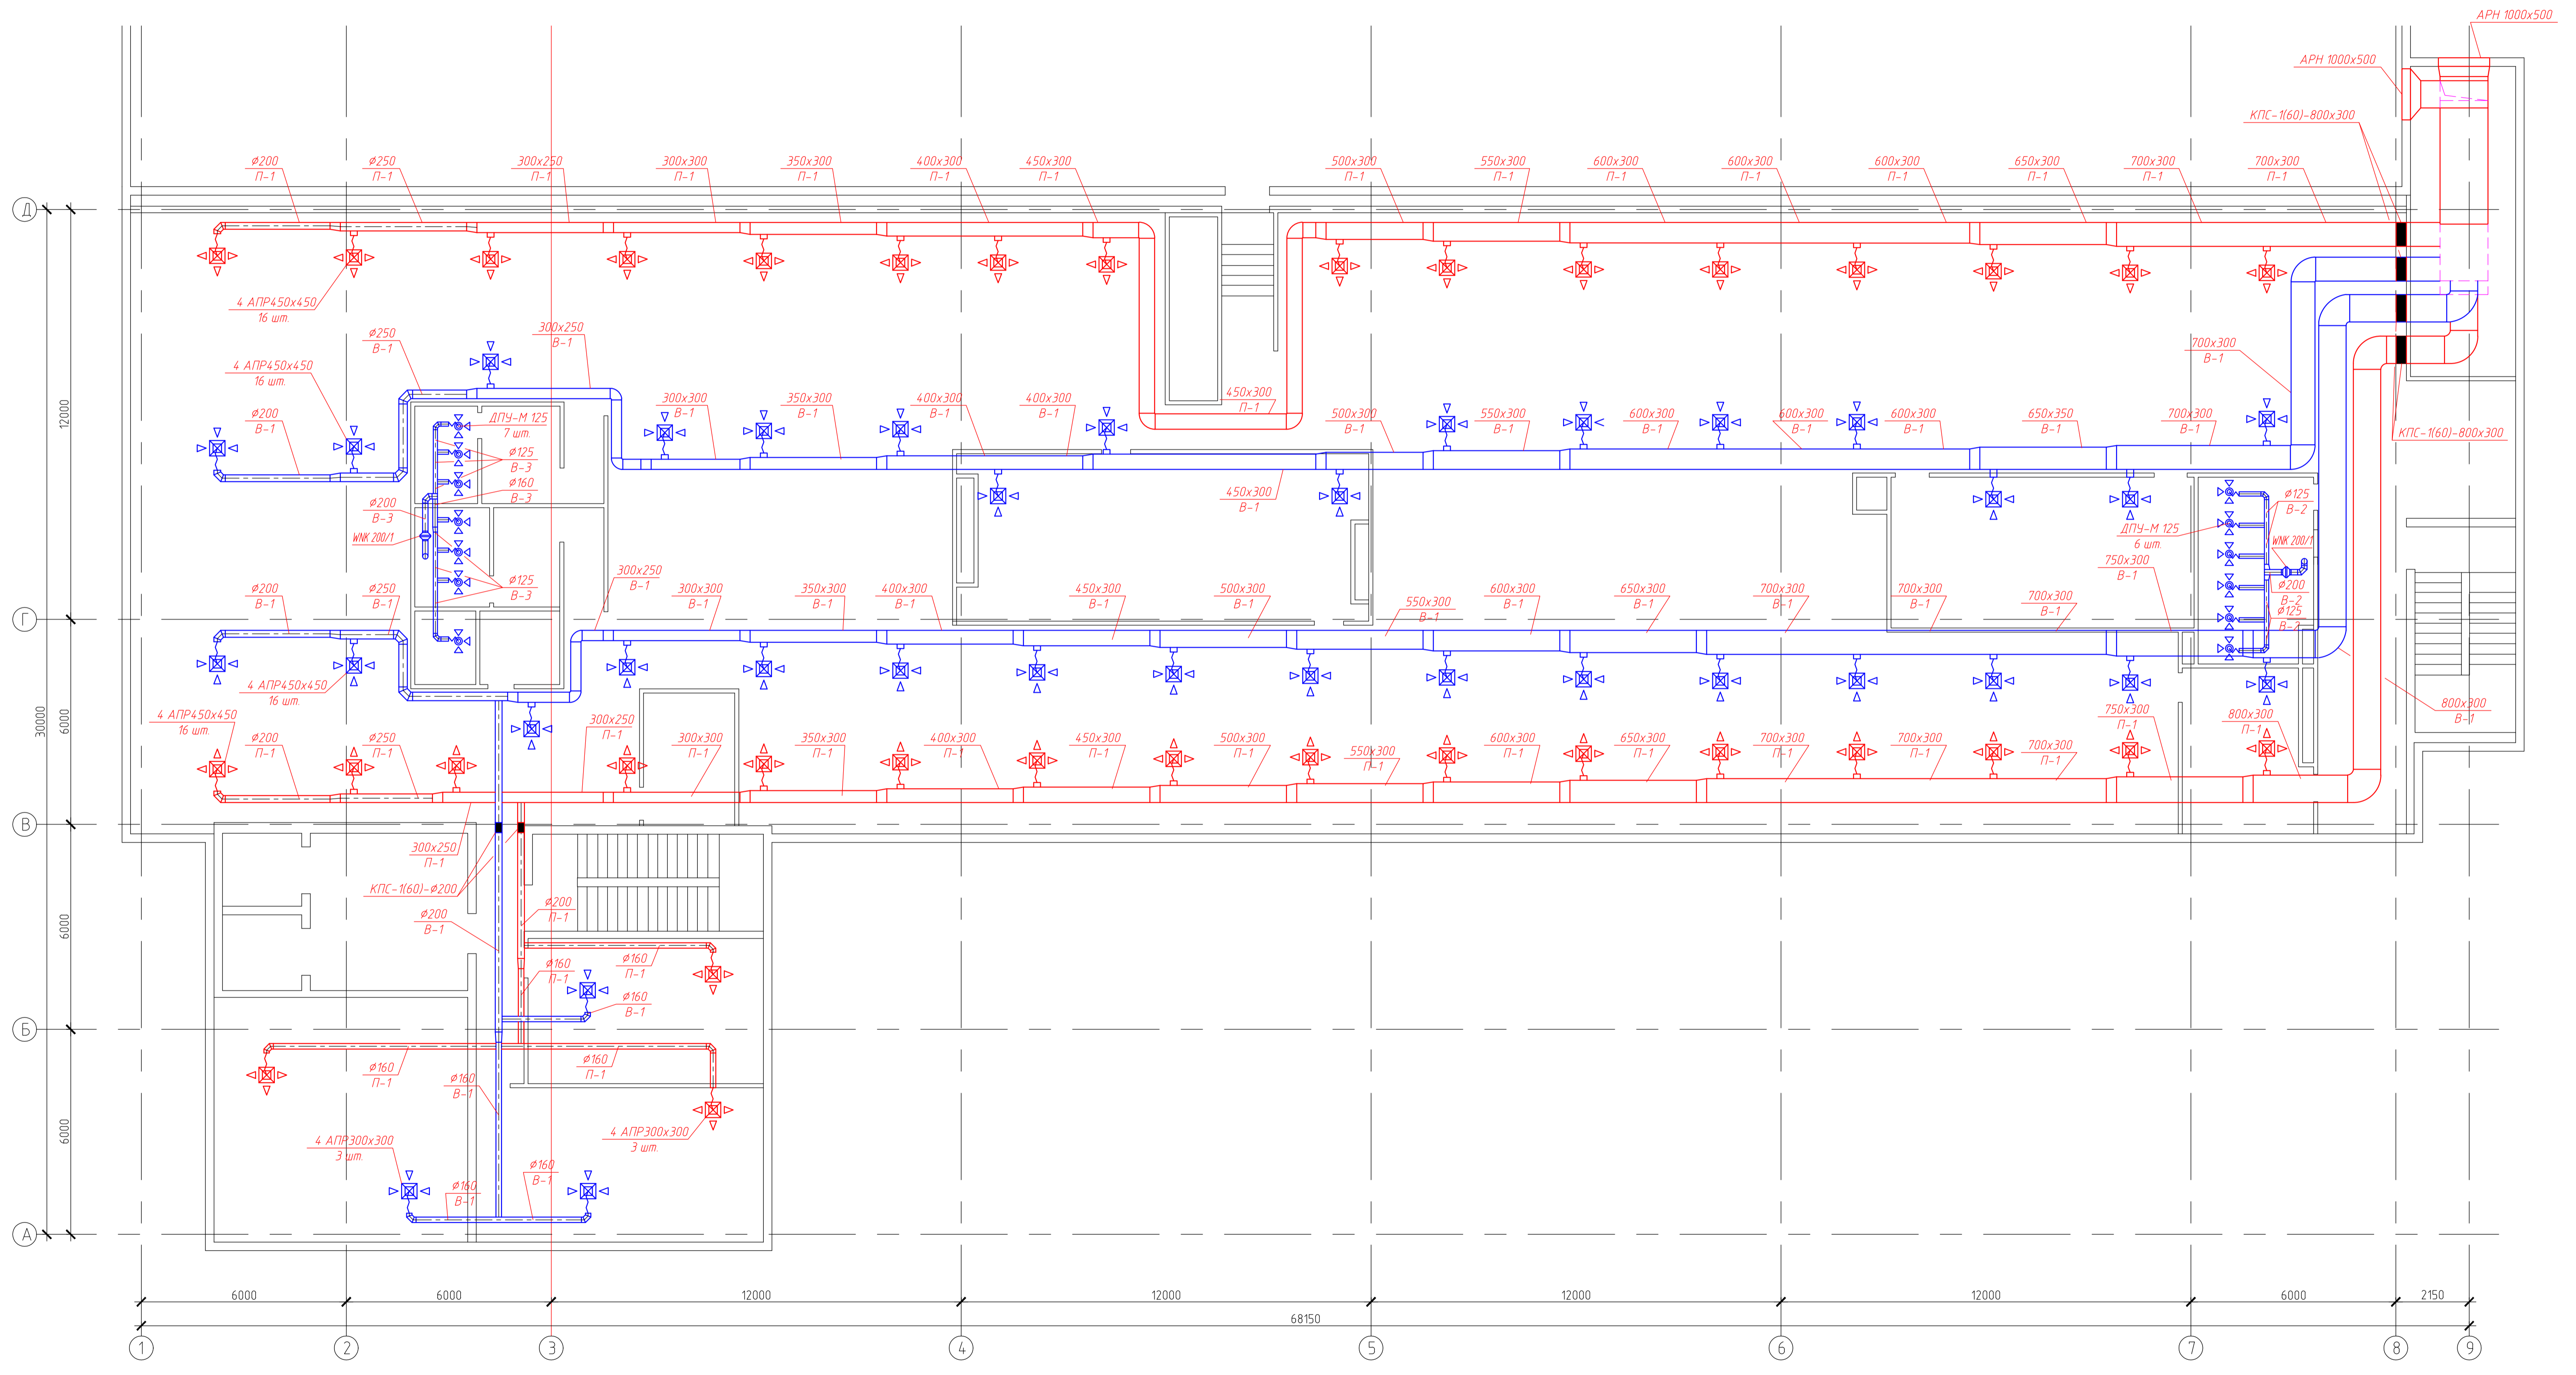 АРН 1000х500
АРН 1000х500
КПС-1(60)-800х300
ø200
П-1
ø250
П-1
300х250
П-1
300х300
П-1
350х300
П-1
400х300
П-1
450х300
П-1
500х300
П-1
550х300
П-1
600х300
П-1
600х300
П-1
600х300
П-1
650х300
П-1
700х300
П-1
700х300
П-1
Д
4 АПР450х450
16 шт.
ø250
В-1
300х250
В-1
700х300
В-1
4 АПР450х450
16 шт.
ø200
В-1
ДПУ-М 125
7 шт.
300х300
В-1
350х300
В-1
400х300
В-1
400х300
В-1
450х300
П-1
500х300
В-1
550х300
В-1
600х300
В-1
600х300
В-1
600х300
В-1
650х350
В-1
700х300
В-1
КПС-1(60)-800х300
12000
ø125
В-3
ø160
В-3
ø200
В-3
WNK 200/1
450х300
В-1
ø125
В-2
ДПУ-М 125
6 шт.
WNK 200/1
750х300
В-1
ø125
В-3
ø200
В-2
ø125
В-2
ø200
В-1
ø250
В-1
300х250
В-1
300х300
В-1
350х300
В-1
400х300
В-1
450х300
В-1
500х300
В-1
550х300
В-1
600х300
В-1
650х300
В-1
700х300
В-1
700х300
В-1
700х300
В-1
Г
4 АПР450х450
16 шт.
30000
6000
4 АПР450х450
16 шт.
ø200
П-1
ø250
П-1
300х250
П-1
300х300
П-1
350х300
П-1
400х300
П-1
450х300
П-1
500х300
П-1
550х300
П-1
600х300
П-1
650х300
П-1
700х300
П-1
700х300
П-1
700х300
П-1
750х300
П-1
800х300
П-1
800х300
В-1
В
300х250
П-1
КПС-1(60)-ø200
ø200
В-1
ø200
П-1
6000
ø160
П-1
ø160
П-1
ø160
В-1
Б
ø160
П-1
ø160
В-1
ø160
П-1
6000
4 АПР300х300
3 шт.
4 АПР300х300
3 шт.
ø160
В-1
ø160
В-1
А
6000
6000
12000
12000
12000
12000
6000
2150
68150
1
2
3
4
5
6
7
8
9